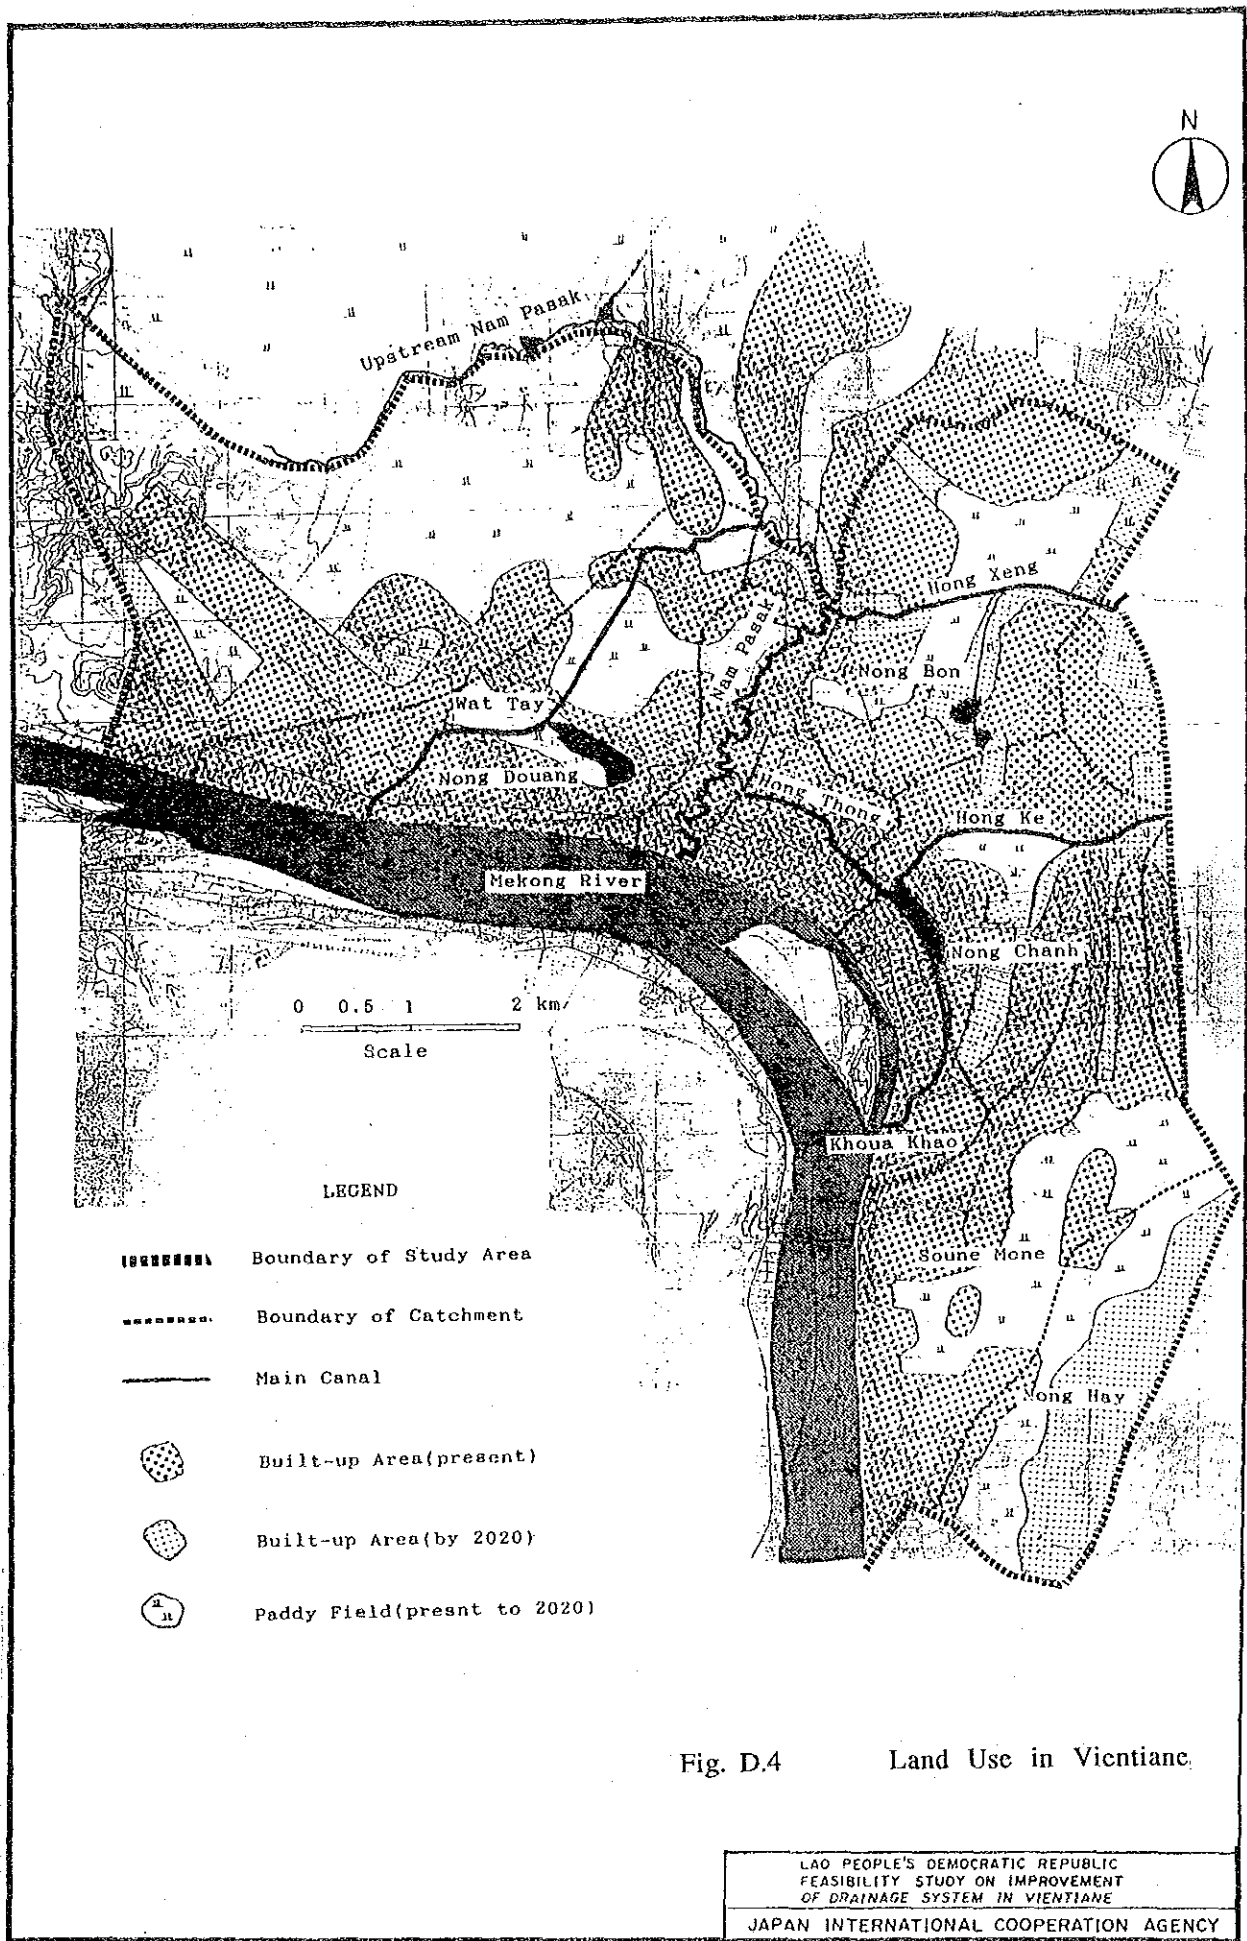 N
Upstream Nam Pasak
Hong Xeng
Nam Pasak
Nong Bon
Wat Tay
Nong Douang
Hong Thong
Hong Ke
Mekong River
Nong Chanh
0 0.5 1 2 km
Scale
Khoua Khao
LEGEND
Boundary of Study Area
Soune Mone
Boundary of Catchment
Main Canal
Nong Hay
Built-up Area(present)
Built-up Area(by 2020)
Paddy Field(presnt to 2020)
Fig. D.4 Land Use in Vientiane
LAO PEOPLE'S DEMOCRATIC REPUBLIC
FEASIBILITY STUDY ON IMPROVEMENT
OF DRAINAGE SYSTEM IN VIENTIANE
JAPAN INTERNATIONAL COOPERATION AGENCY